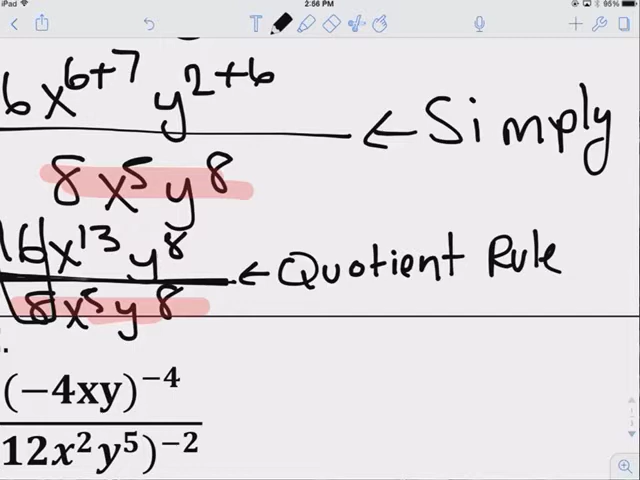 iPad 2:56 PM 95%
6x^{6+7} y^{2+6} ← Simply
8x^5 y^8
16x^{13} y^8 ← Quotient Rule
8x^5 y^8
(−4xy)^{−4}
12x^2y^5)^{−2}